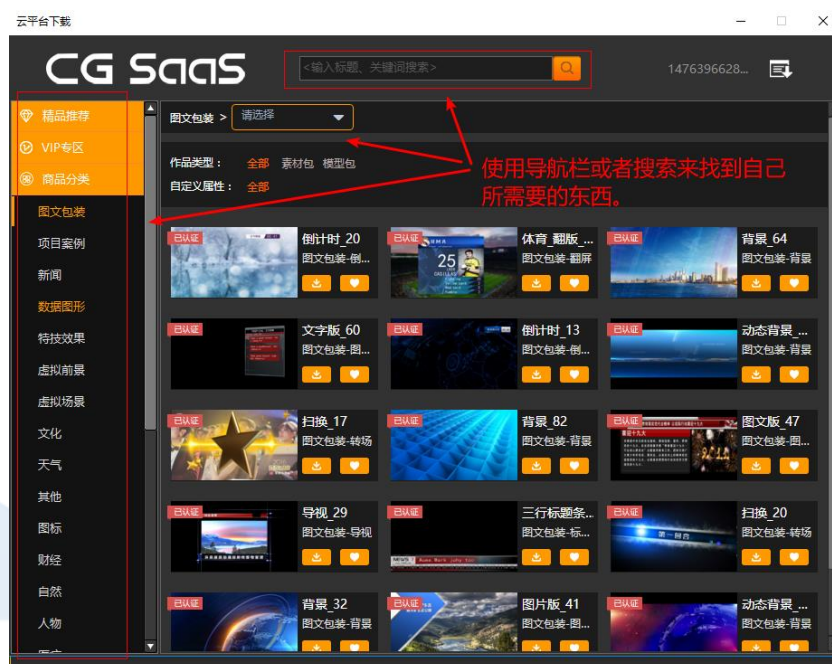 云平台下载
CG SaaS
<输入标题、关键词搜索>
1476396628...
精品推荐
VIP专区
商品分类
图文包装
项目案例
新闻
数据图形
特技效果
虚拟前景
虚拟场景
文化
天气
其他
图标
财经
自然
人物
图文包装 > 请选择
作品类型： 全部 素材包 模型包
自定义属性： 全部
使用导航栏或者搜索来找到自己
所需要的东西。
已认证
倒计时_20
图文包装-倒...
已认证
25
体育_翻版_...
图文包装-翻屏
已认证
背景_64
图文包装-背景
已认证
文字版_60
图文包装-图...
已认证
倒计时_13
图文包装-倒...
已认证
动态背景_...
图文包装-背景
已认证
扫换_17
图文包装-转场
已认证
背景_82
图文包装-背景
已认证
图文版_47
图文包装-图...
已认证
导视_29
图文包装-导视
已认证
NEWS
三行标题条...
图文包装-标...
已认证
扫换_20
图文包装-转场
已认证
背景_32
图文包装-背景
已认证
图片版_41
图文包装-图...
已认证
动态背景_...
图文包装-背景